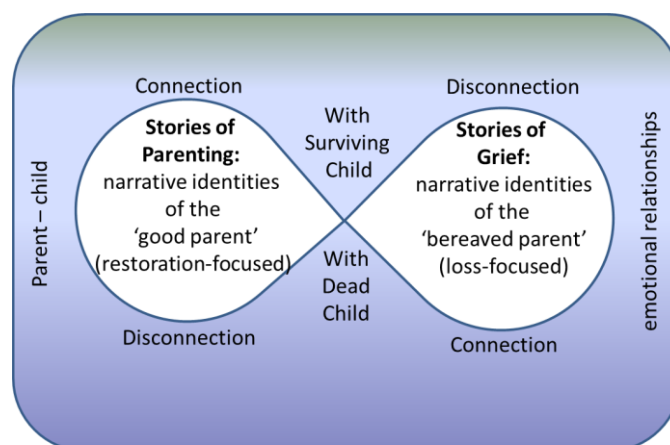 Connection
Disconnection
With
Surviving
Child
Stories of
Parenting:
narrative identities
of the
‘good parent’
(restoration-focused)
Stories of
Grief:
narrative identities
of the
‘bereaved parent’
(loss-focused)
With
Dead
Child
Disconnection
Connection
Parent – child
emotional relationships